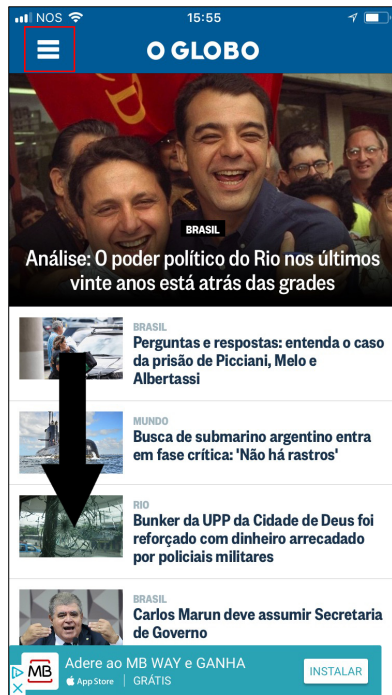 NOS
15:55
O GLOBO
BRASIL
Análise: O poder político do Rio nos últimos
vinte anos está atrás das grades
BRASIL
Perguntas e respostas: entenda o caso
da prisão de Picciani, Melo e
Albertassi
MUNDO
Busca de submarino argentino entra
em fase crítica: 'Não há rastros'
RIO
Bunker da UPP da Cidade de Deus foi
reforçado com dinheiro arrecadado
por policiais militares
BRASIL
Carlos Marun deve assumir Secretaria
de Governo
MB
Adere ao MB WAY e GANHA
App Store | GRÁTIS
INSTALAR